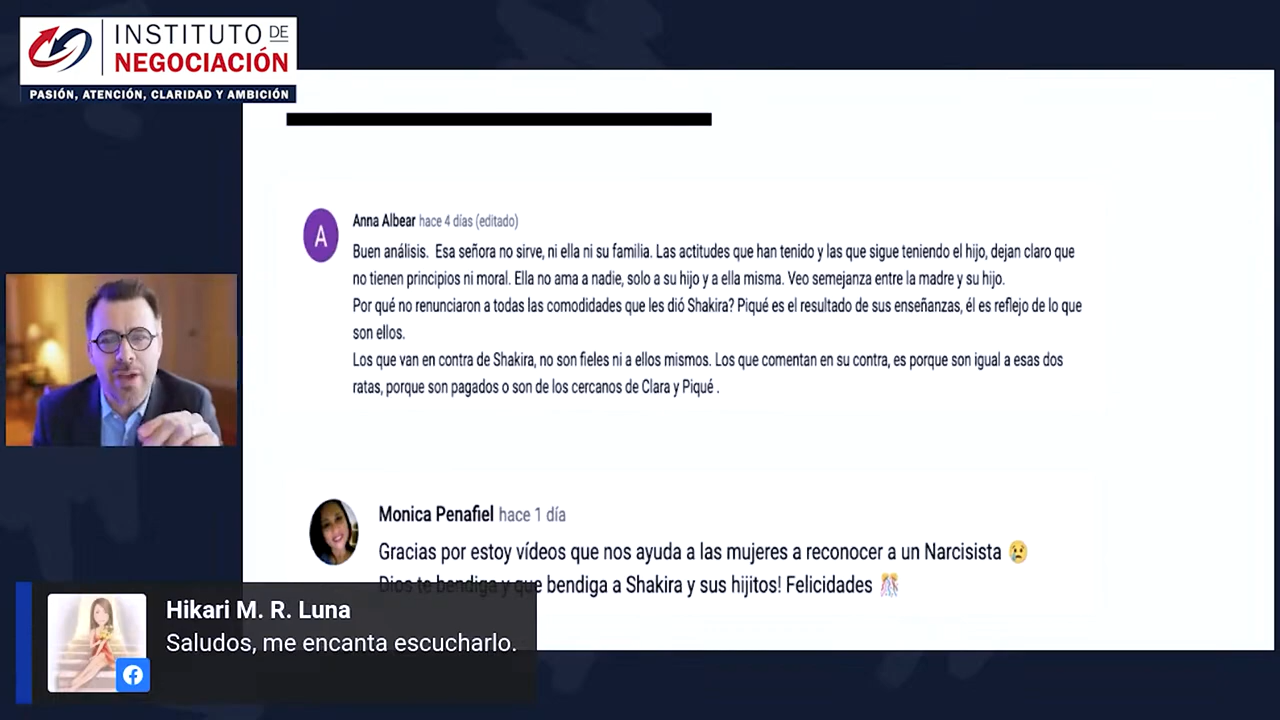 INSTITUTO DE
NEGOCIACIÓN
PASIÓN, ATENCIÓN, CLARIDAD Y AMBICIÓN
A
Anna Albear hace 4 días (editado)
Buen análisis. Esa señora no sirve, ni ella ni su familia. Las actitudes que han tenido y las que sigue teniendo el hijo, dejan claro que
no tienen principios ni moral. Ella no ama a nadie, solo a su hijo y a ella misma. Veo semejanza entre la madre y su hijo.
Por qué no renunciaron a todas las comodidades que les dió Shakira? Piqué es el resultado de sus enseñanzas, él es reflejo de lo que
son ellos.
Los que van en contra de Shakira, no son fieles ni a ellos mismos. Los que comentan en su contra, es porque son igual a esas dos
ratas, porque son pagados o son de los cercanos de Clara y Piqué .
Monica Penafiel hace 1 día
Gracias por estoy vídeos que nos ayuda a las mujeres a reconocer a un Narcisista 😢
Dios te bendiga y que bendiga a Shakira y sus hijitos! Felicidades 🎊
Hikari M. R. Luna
Saludos, me encanta escucharlo.